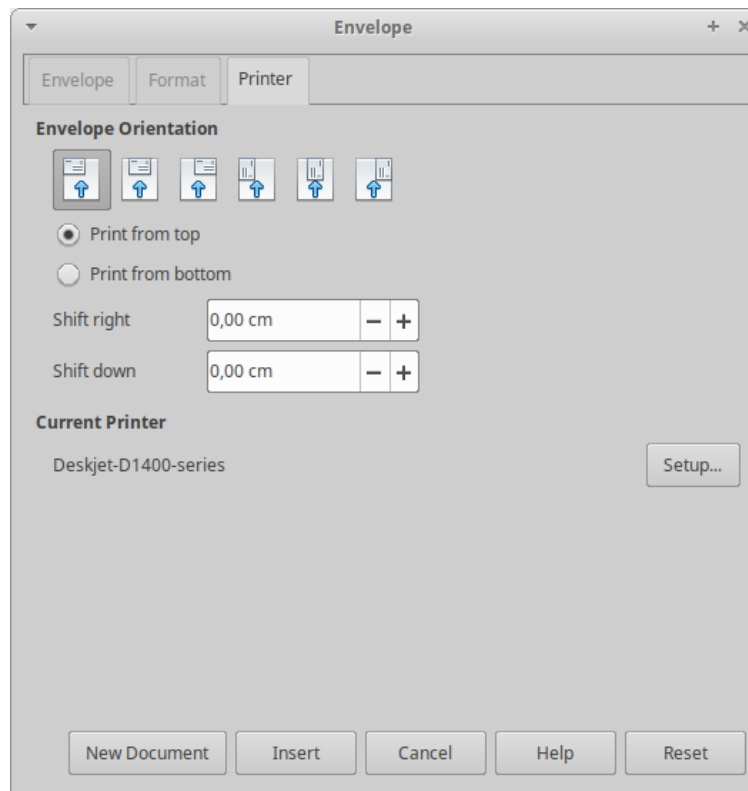 Envelope
Envelope Format Printer
Envelope Orientation
Print from top
Print from bottom
Shift right 0,00 cm
Shift down 0,00 cm
Current Printer
Deskjet-D1400-series Setup...
New Document Insert Cancel Help Reset